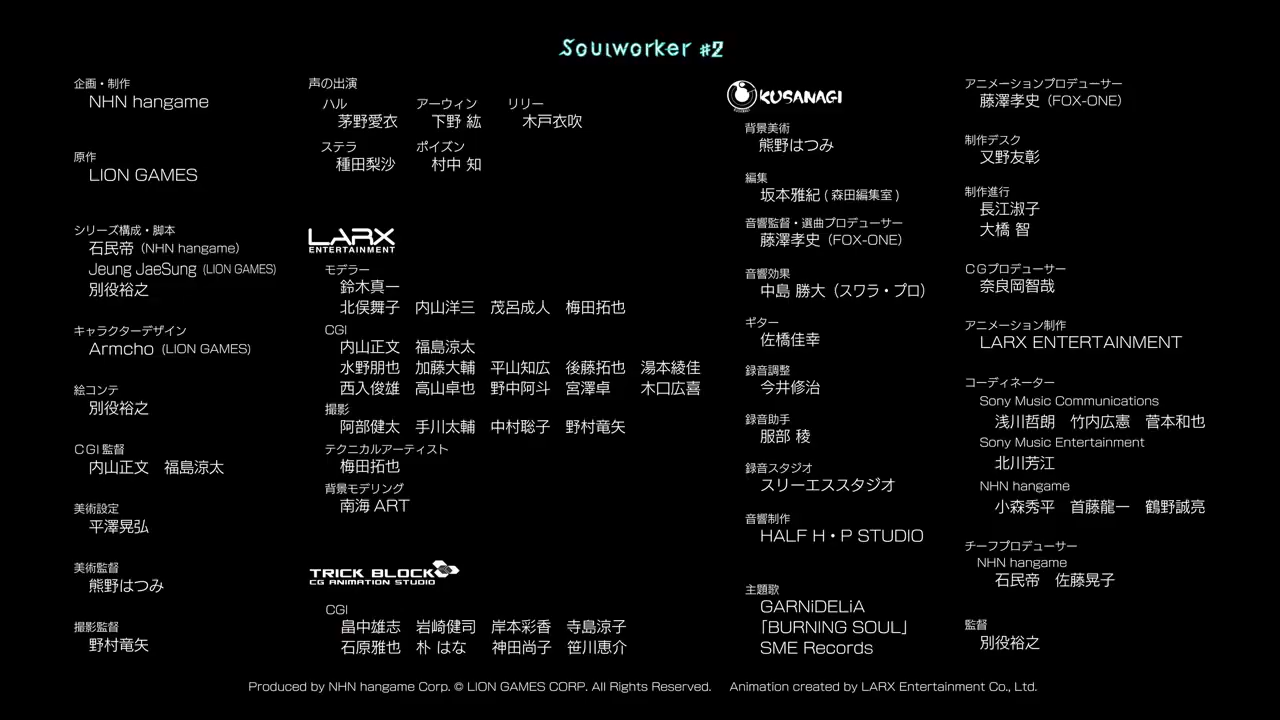 Soulworker #2
企画・制作
NHN hangame
原作
LION GAMES
シリーズ構成・脚本
石民帝（NHN hangame）
Jeung JaeSung (LION GAMES)
別役裕之
キャラクターデザイン
Armcho (LION GAMES)
絵コンテ
別役裕之
CGI 監督
内山正文　福島涼太
美術設定
平澤晃弘
美術監督
熊野はつみ
撮影監督
野村竜矢
声の出演
ハル　アーウィン　リリー
茅野愛衣　下野 紘　木戸衣吹
ステラ　ポイズン
種田梨沙　村中 知
LARX
ENTERTAINMENT
モデラー
鈴木真一
北俣舞子　内山洋三　茂呂成人　梅田拓也
CGI
内山正文　福島涼太
水野朋也　加藤大輔　平山知広　後藤拓也　湯本綾佳
西入俊雄　高山卓也　野中阿斗　宮澤卓　木口広喜
撮影
阿部健太　手川太輔　中村聡子　野村竜矢
テクニカルアーティスト
梅田拓也
背景モデリング
南海 ART
TRICK BLOCK
CG ANIMATION STUDIO
CGI
畠中雄志　岩崎健司　岸本彩香　寺島涼子
石原雅也　朴 はな　神田尚子　笹川恵介
KUSANAGI
背景美術
熊野はつみ
編集
坂本雅紀 ( 森田編集室 )
音響監督・選曲プロデューサー
藤澤孝史（FOX-ONE）
音響効果
中島 勝大（スワラ・プロ）
ギター
佐橋佳幸
録音調整
今井修治
録音助手
服部 稜
録音スタジオ
スリーエススタジオ
音響制作
HALF H・P STUDIO
主題歌
GARNiDELiA
「BURNING SOUL」
SME Records
アニメーションプロデューサー
藤澤孝史（FOX-ONE）
制作デスク
又野友彰
制作進行
長江淑子
大橋 智
CGプロデューサー
奈良岡智哉
アニメーション制作
LARX ENTERTAINMENT
コーディネーター
Sony Music Communications
浅川哲朗　竹内広憲　菅本和也
Sony Music Entertainment
北川芳江
NHN hangame
小森秀平　首藤龍一　鶴野誠亮
チーフプロデューサー
NHN hangame
石民帝　佐藤晃子
監督
別役裕之
Produced by NHN hangame Corp. © LION GAMES CORP. All Rights Reserved.　Animation created by LARX Entertainment Co., Ltd.